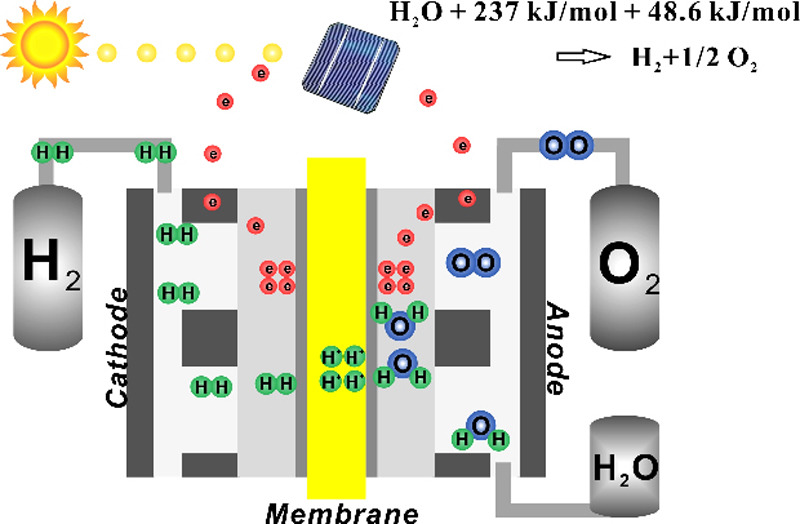 H₂O + 237 kJ/mol + 48.6 kJ/mol
H₂+1/2 O₂
e
e
e
e
e
e
e
e
e
e
e
e e
e e
e e
e e
H H
H H
H H
H H
H H
H H
O O
O O
H₂
O₂
H₂O
H H
O
O
H H
O
H H
H⁺ H⁺
H⁺ H⁺
Cathode
Anode
Membrane